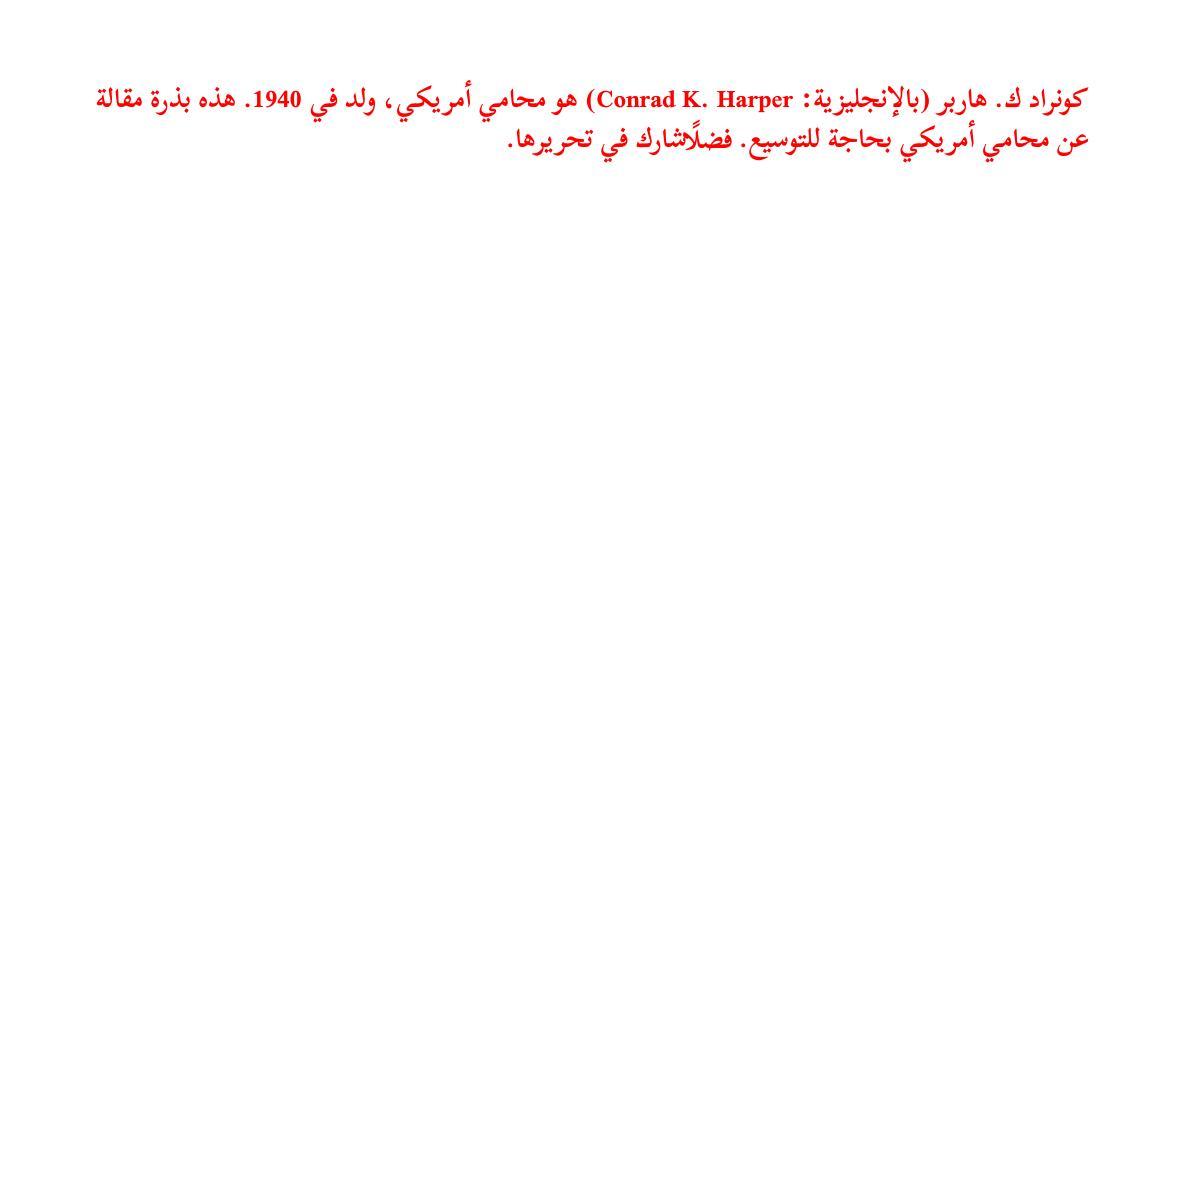 كونراد ك. هاربر (بالإنجليزية: Conrad K. Harper) هو محامي أمريكي، ولد في 1940. هذه بذرة مقالة
عن محامي أمريكي بحاجة للتوسيع. فضلًاشارك في تحريرها.